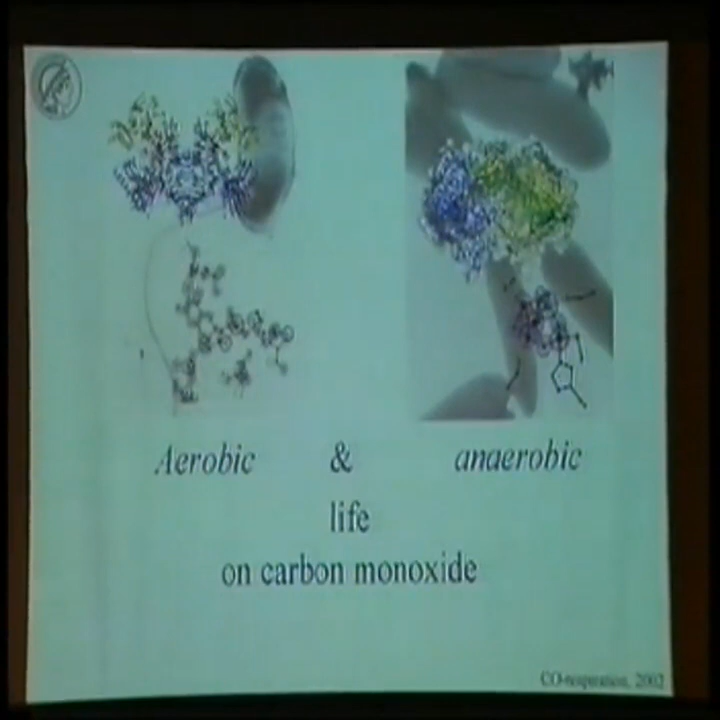 Aerobic & anaerobic
life
on carbon monoxide
CO-respiration, 2002